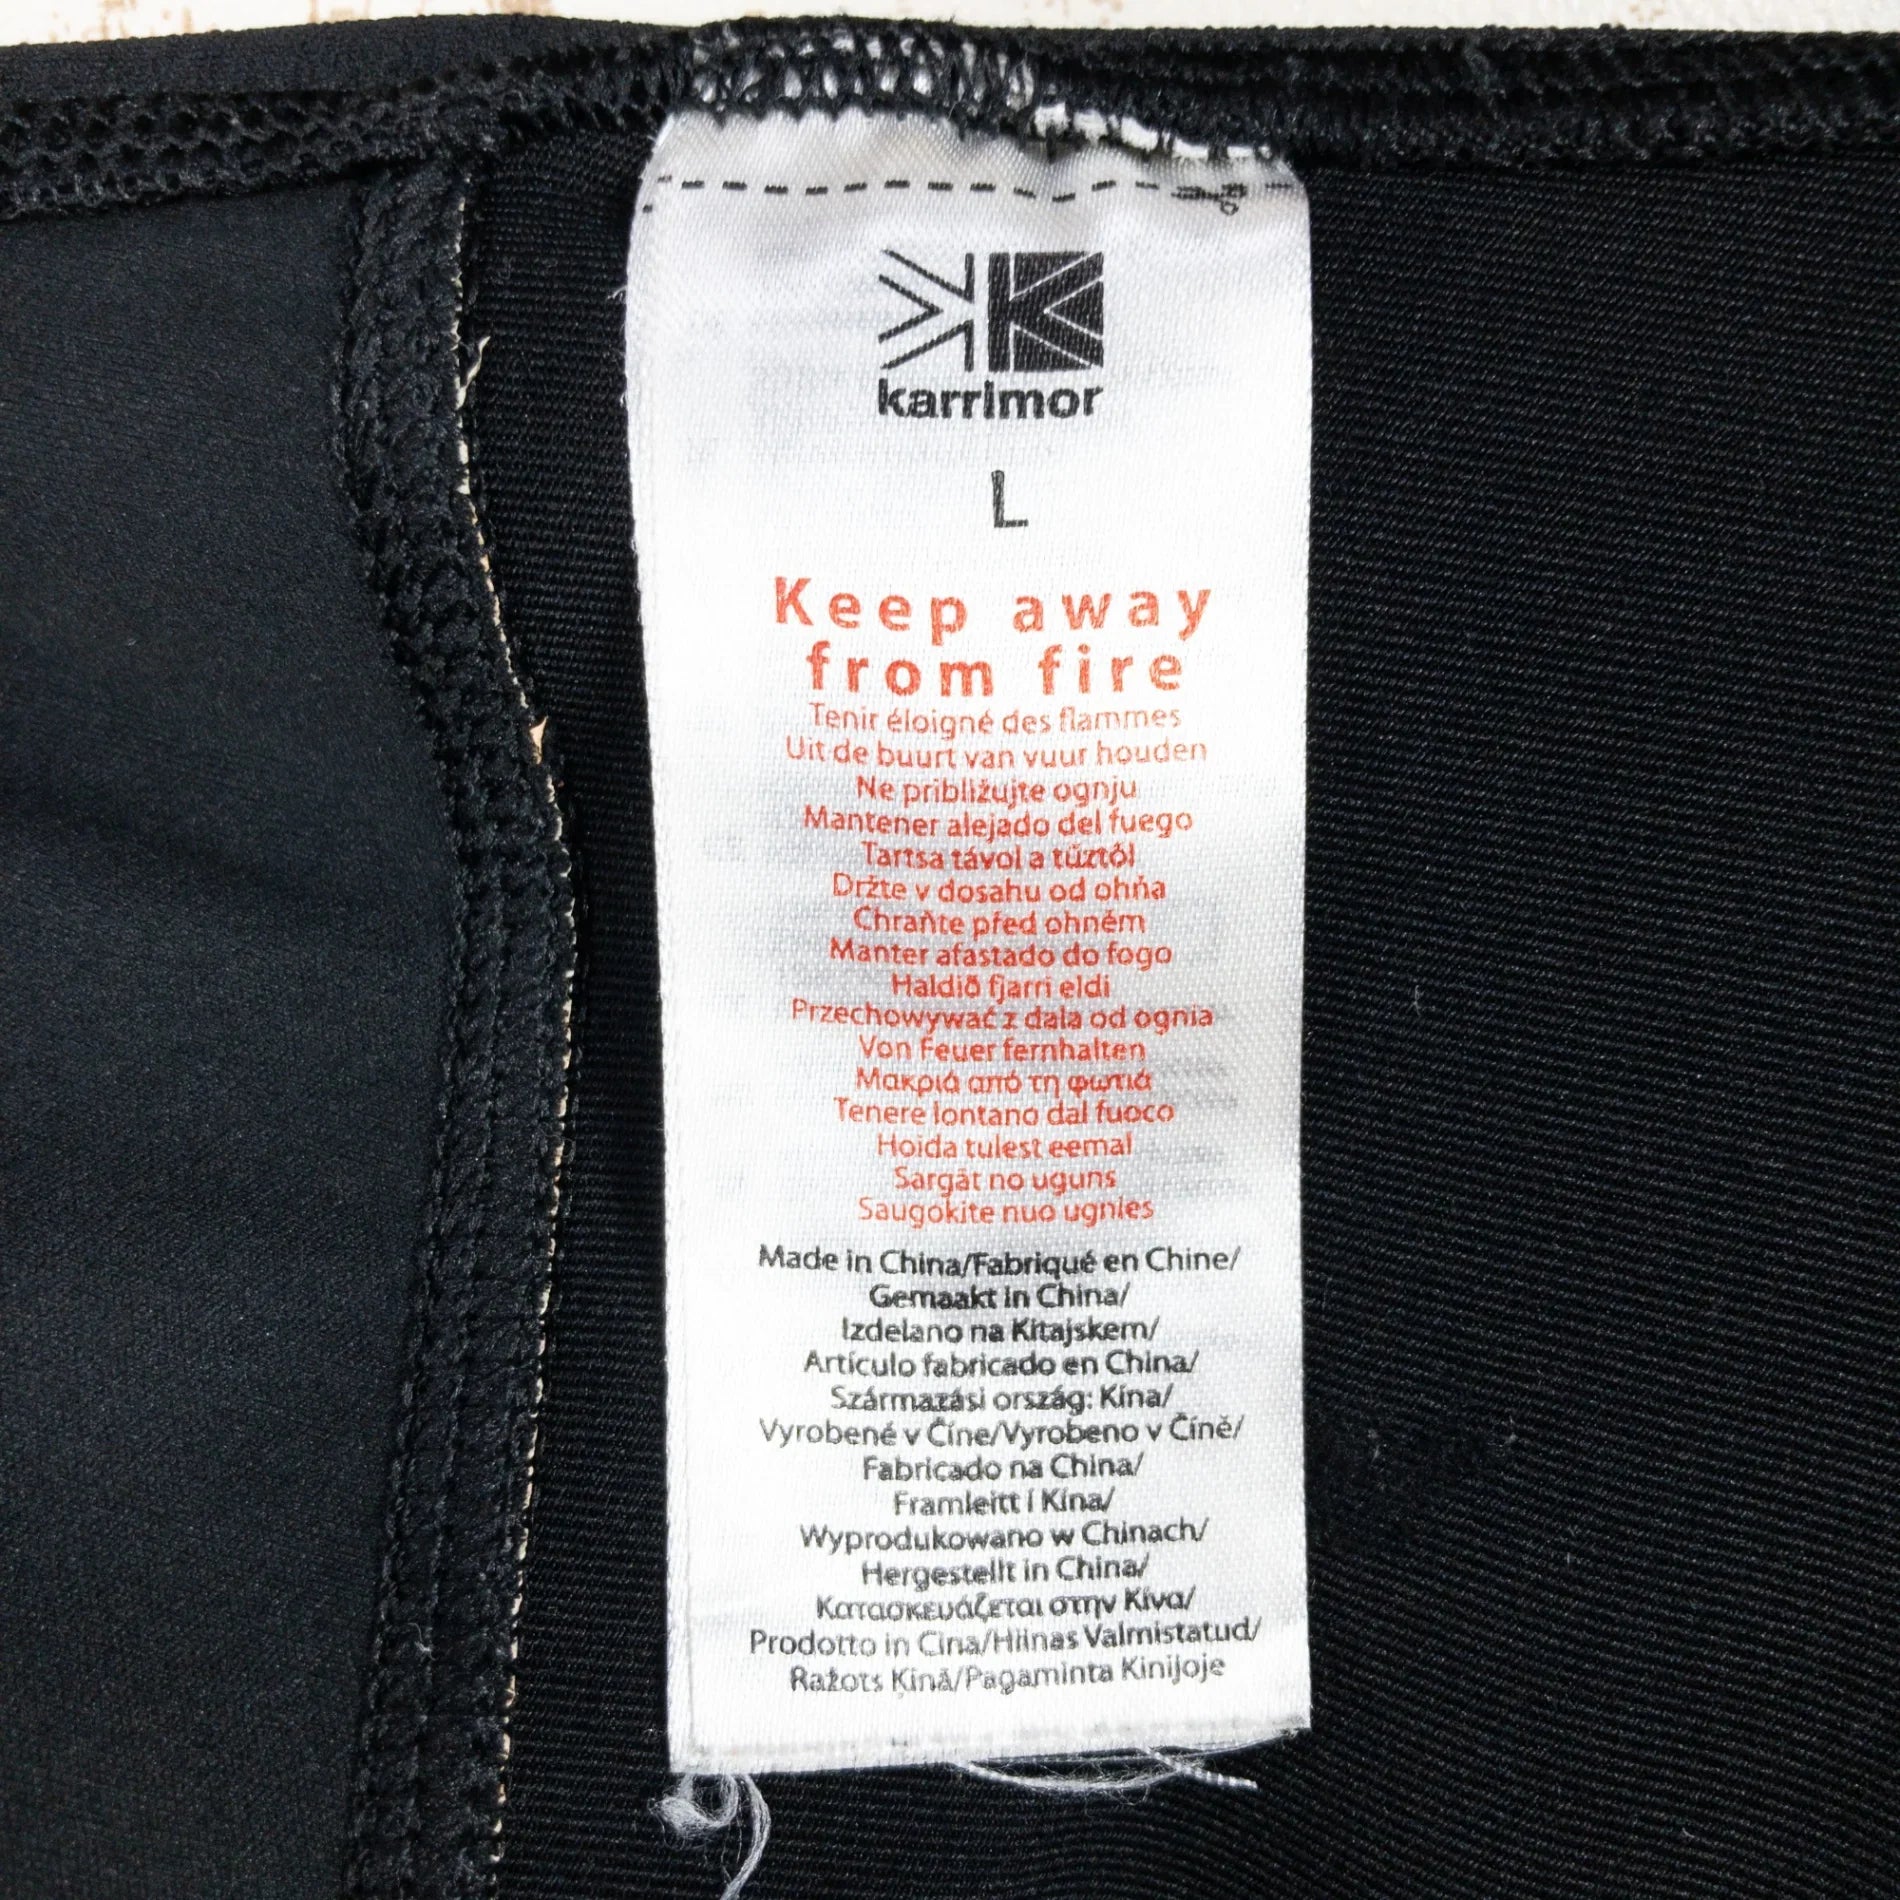 karrimor
L
Keep away
from fire
Tenir éloigné des flammes
Uit de buurt van vuur houden
Ne približujte ognju
Mantener alejado del fuego
Tartsa távol a tűztől
Držte v dosahu od ohňa
Chraňte před ohněm
Manter afastado do fogo
Haldið fjarri eldi
Przechowywać z dala od ognia
Von Feuer fernhalten
Μακριά από τη φωτιά
Tenere lontano dal fuoco
Hoida tulest eemal
Sargāt no uguns
Saugokite nuo ugnies
Made in China/Fabriqué en Chine/
Gemaakt in China/
Izdelano na Kitajskem/
Artículo fabricado en China/
Származási ország: Kína/
Vyrobené v Číne/Vyrobeno v Číně/
Fabricado na China/
Framleitt í Kína/
Wyprodukowano w Chinach/
Hergestellt in China/
Κατασκευάζεται στην Κίνα/
Prodotto in Cina/Hiinas Valmistatud/
Ražots Ķīnā/Pagaminta Kinijoje